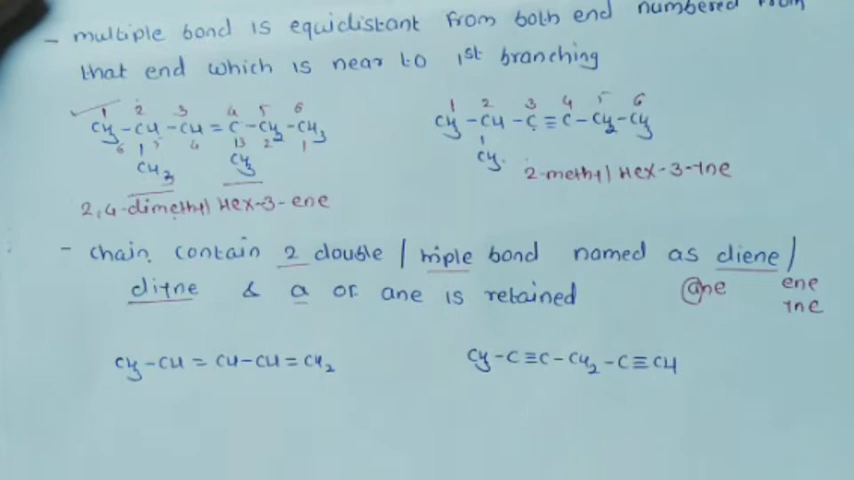 - multiple bond is equidistant from both end numbered from
that end which is near to 1st branching
1 2 3 4 5 6
CH3-CH-CH=C-CH2-CH3
6 5 4 3 2 1
CH3 CH3
2,4-dimethyl Hex-3-ene
1 2 3 4 5 6
CH3-CH-C≡C-CH2-CH3
CH3
2-methyl Hex-3-yne
- chain contain 2 double / triple bond named as diene/
diyne & a of ane is retained
ane ene
yne
CH3-CH=CH-CH=CH2
CH3-C≡C-CH2-C≡CH